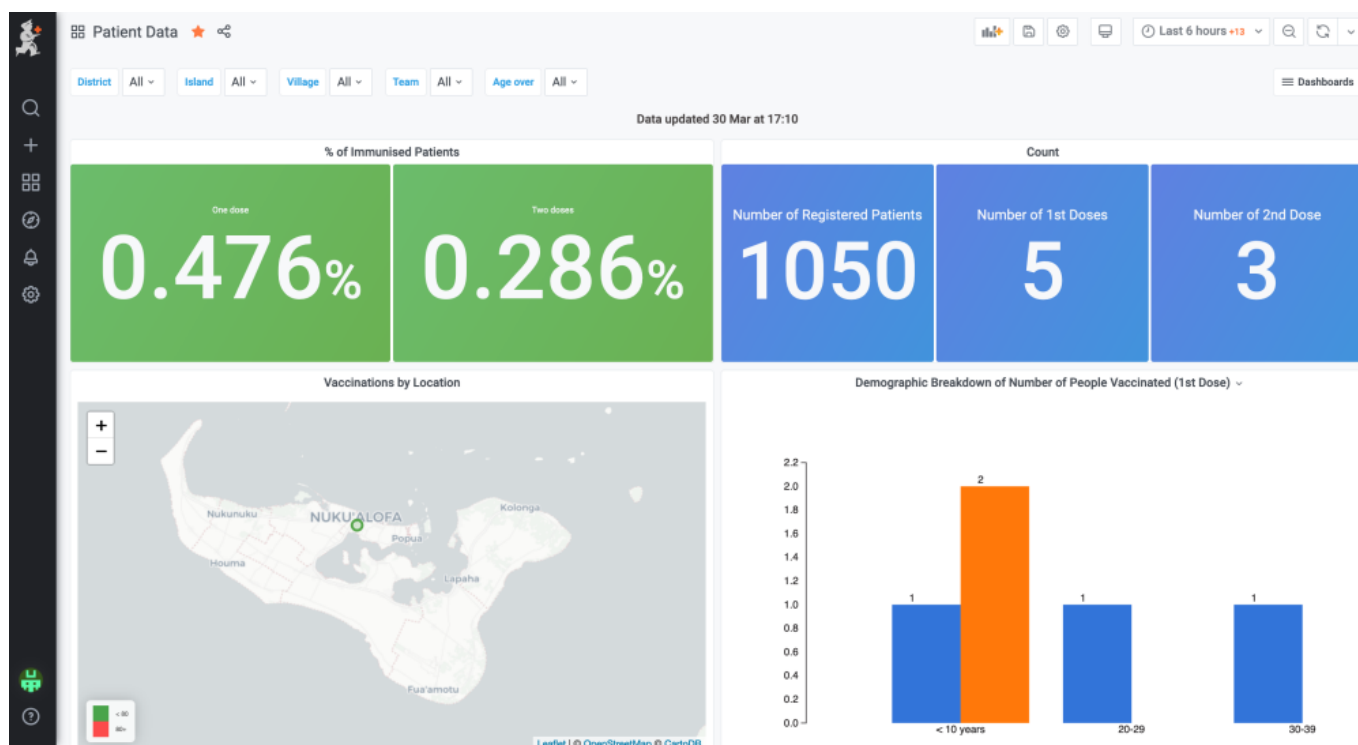 Patient Data
Last 6 hours +13
District All Island All Village All Team All Age over All
Dashboards
Data updated 30 Mar at 17:10
% of Immunised Patients
One dose
0.476%
Two doses
0.286%
Count
Number of Registered Patients
1050
Number of 1st Doses
5
Number of 2nd Dose
3
Vaccinations by Location
+
−
Nukunuku
NUKU'ALOFA
Kolonga
Popua
Houma
Lapaha
Fua'amotu
< 80
80+
Leaflet | © OpenStreetMap © CartoDB
Demographic Breakdown of Number of People Vaccinated (1st Dose)
2.2
2.0
1.8
1.6
1.4
1.2
1.0
0.8
0.6
0.4
0.2
0.0
1
2
1
1
< 10 years
20-29
30-39